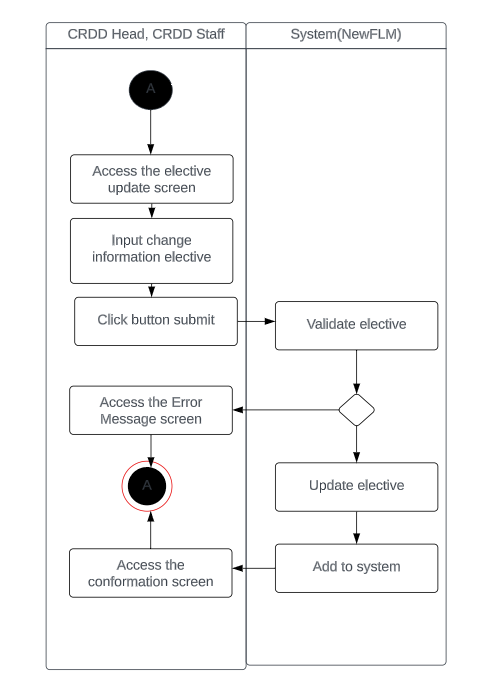 CRDD Head, CRDD Staff
System(NewFLM)
A
Access the elective
update screen
Input change
information elective
Click button submit
Validate elective
Access the Error
Message screen
A
Update elective
Add to system
Access the
conformation screen